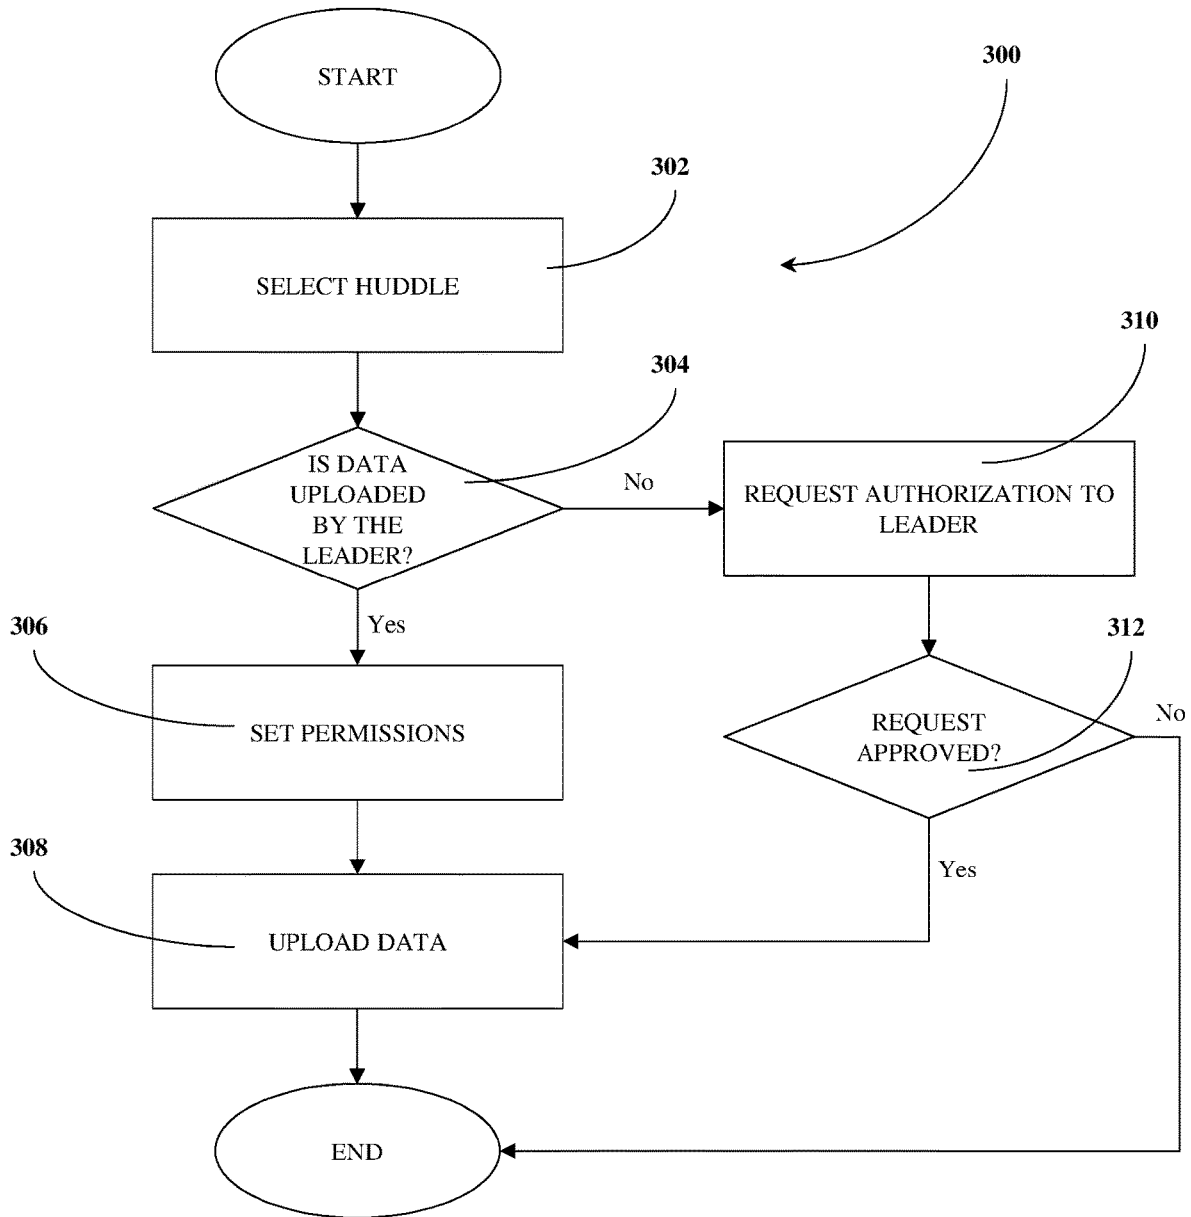 START
300
302
SELECT HUDDLE
304
310
IS DATA
UPLOADED
BY THE
LEADER?
No
REQUEST AUTHORIZATION TO
LEADER
Yes
306
312
SET PERMISSIONS
REQUEST
APPROVED?
No
308
Yes
UPLOAD DATA
END